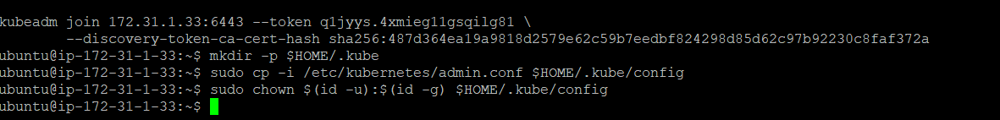 kubeadm join 172.31.1.33:6443 --token q1jyys.4xmieg11gsqilg81 \
        --discovery-token-ca-cert-hash sha256:487d364ea19a9818d2579e62c59b7eedbf824298d85d62c97b92230c8faf372a
ubuntu@ip-172-31-1-33:~$ mkdir -p $HOME/.kube
ubuntu@ip-172-31-1-33:~$ sudo cp -i /etc/kubernetes/admin.conf $HOME/.kube/config
ubuntu@ip-172-31-1-33:~$ sudo chown $(id -u):$(id -g) $HOME/.kube/config
ubuntu@ip-172-31-1-33:~$